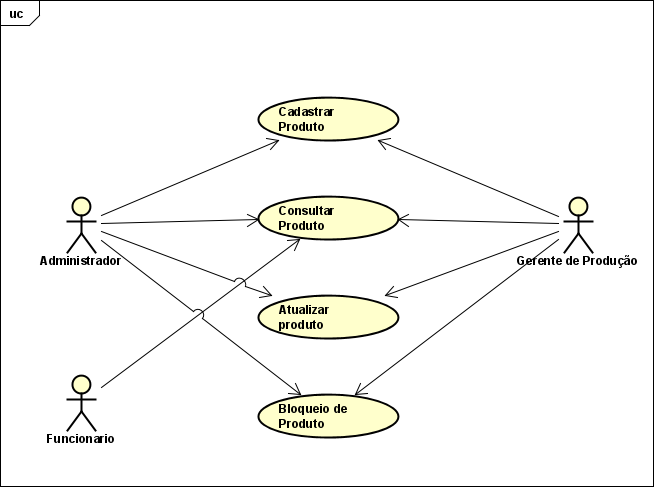 uc
Cadastrar
Produto
Consultar
Produto
Administrador
Gerente de Produção
Atualizar
produto
Funcionario
Bloqueio de
Produto